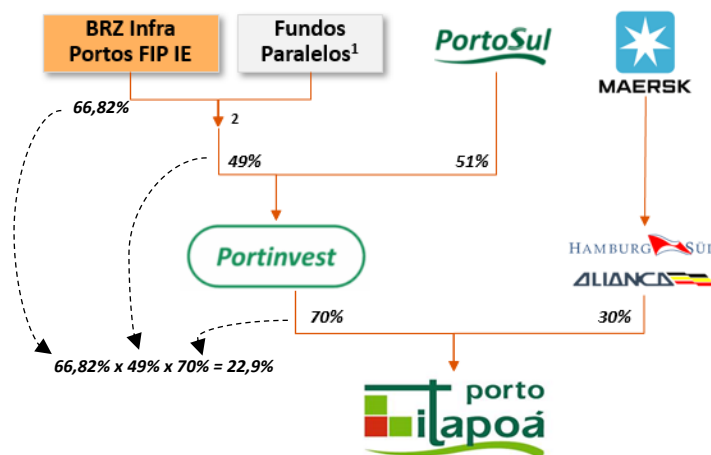 BRZ Infra
Portos FIP IE
Fundos
Paralelos¹
PortoSul
MAERSK
66,82%
2
49%
51%
Portinvest
HAMBURG SÜD
ALIANCA
70%
30%
66,82% x 49% x 70% = 22,9%
porto
itapoá